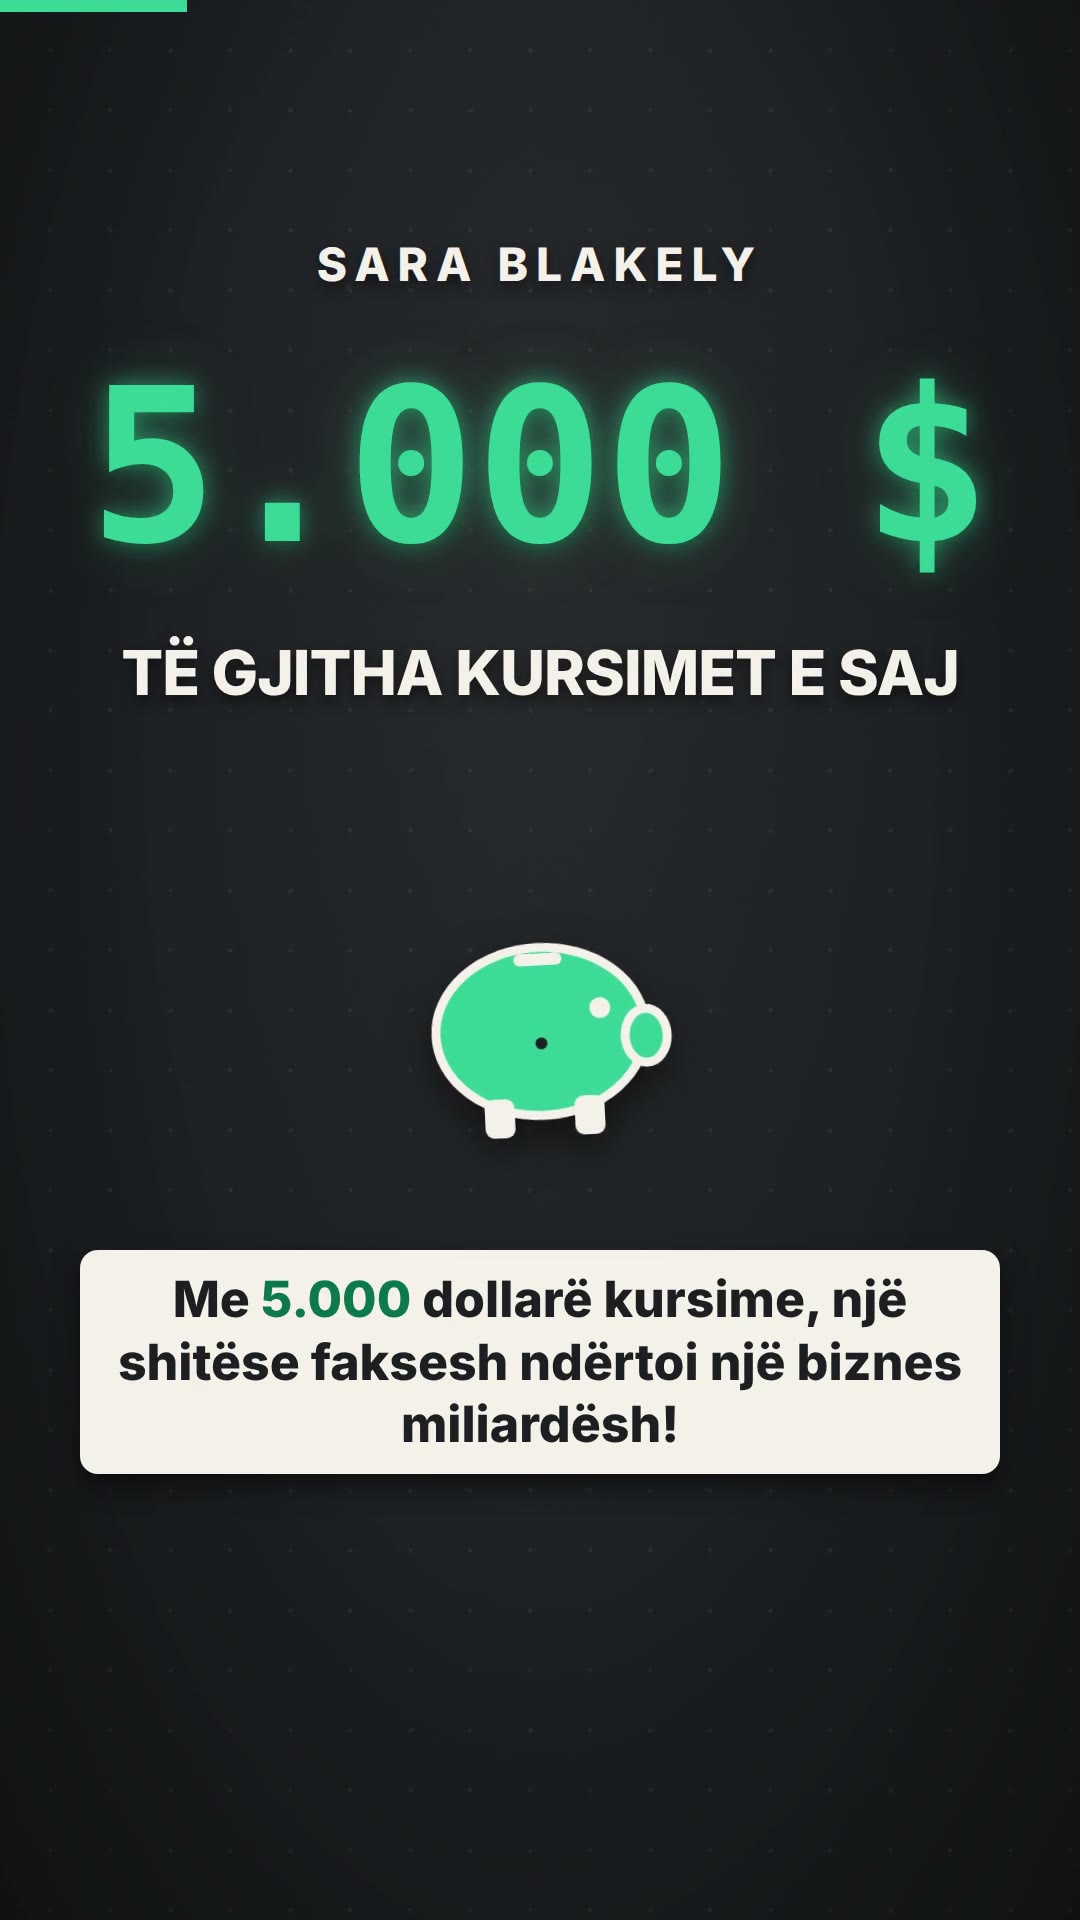 SARA BLAKELY
5.000 $
TË GJITHA KURSIMET E SAJ
Me 5.000 dollarë kursime, një
shitëse faksesh ndërtoi një biznes
miliardësh!